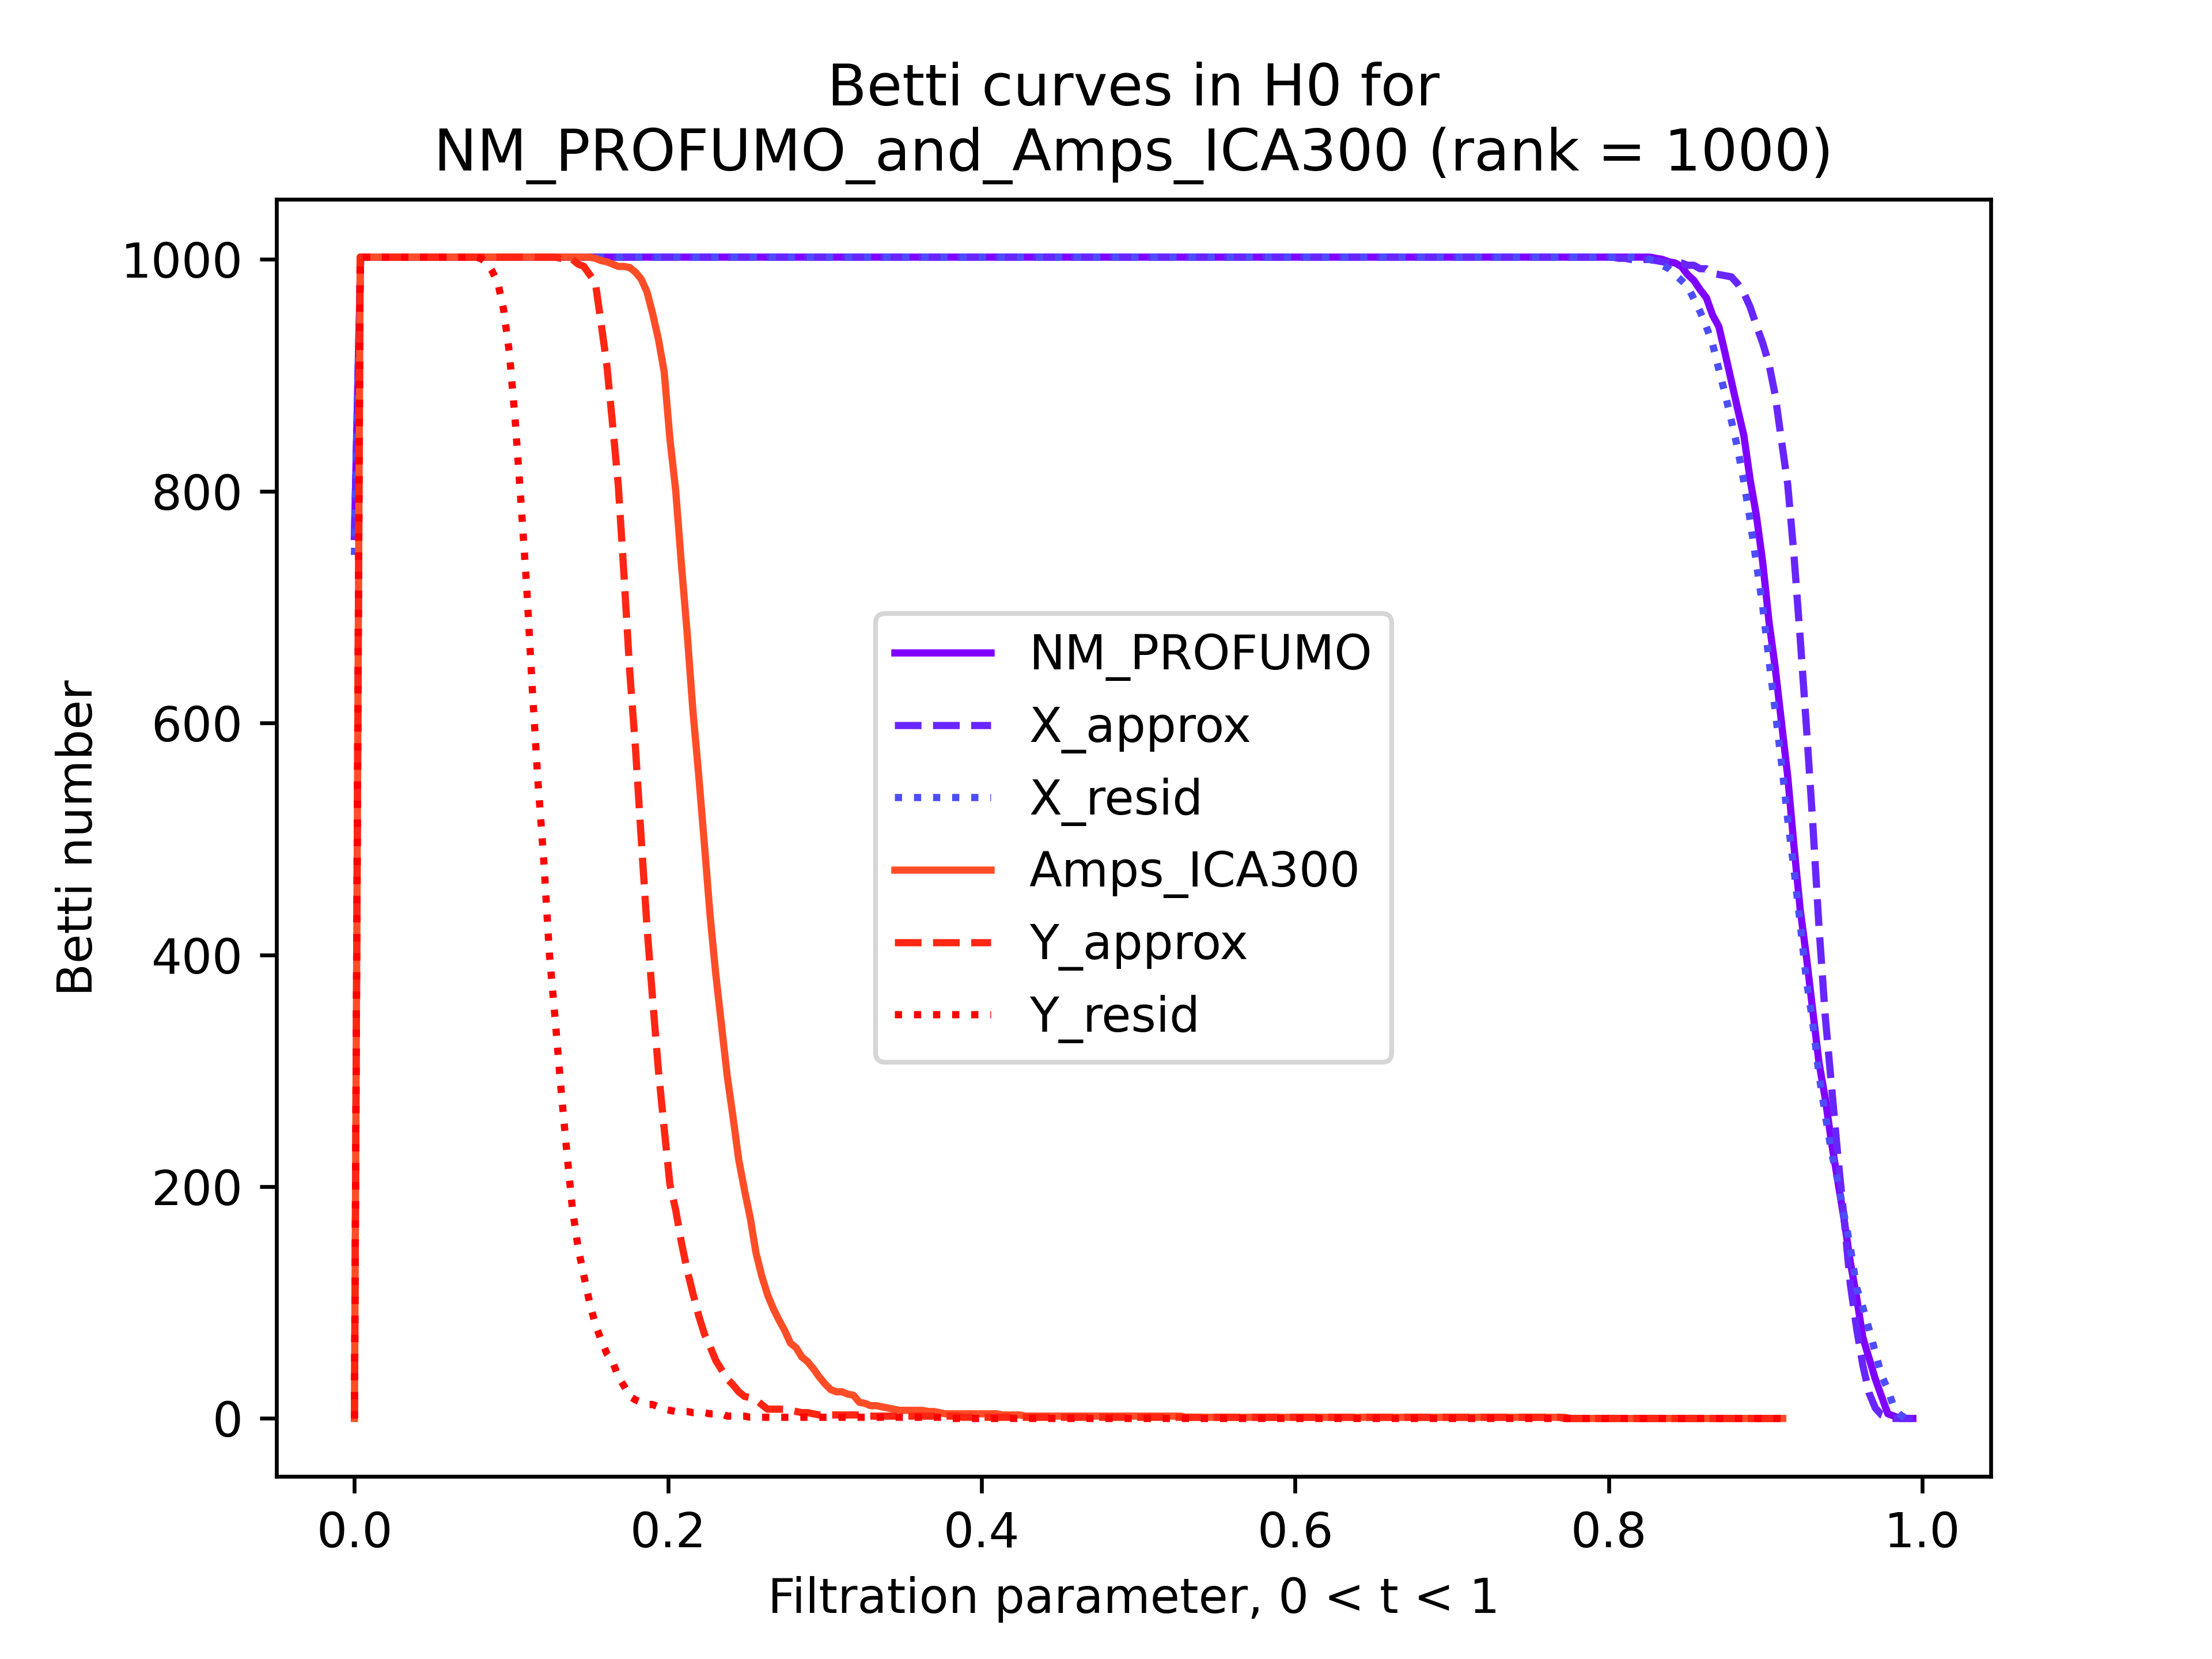 Betti curves in H0 for
NM_PROFUMO_and_Amps_ICA300 (rank = 1000)
1000
800
600
400
200
0
Betti number
NM_PROFUMO
X_approx
X_resid
Amps_ICA300
Y_approx
Y_resid
0.0 0.2 0.4 0.6 0.8 1.0
Filtration parameter, 0 < t < 1